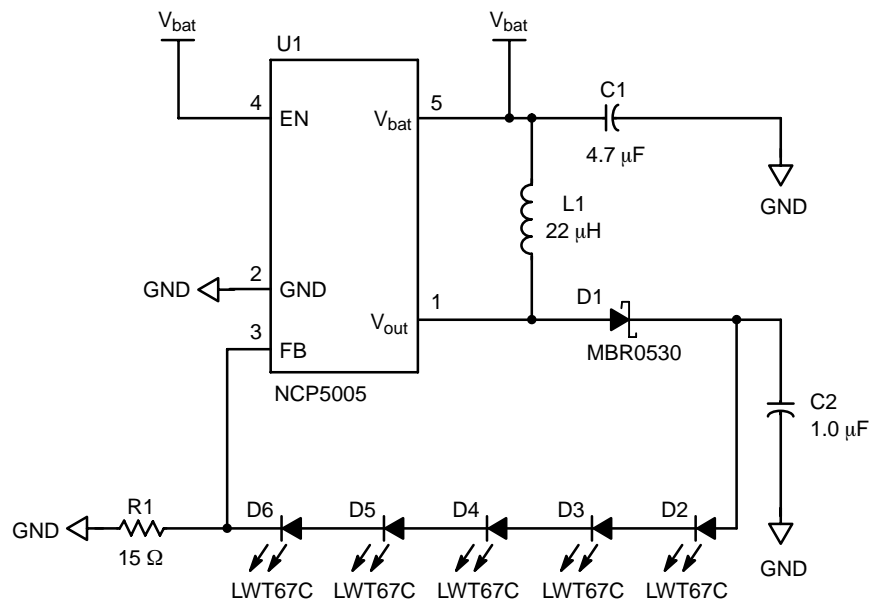 Vbat
Vbat
U1
C1
4
5
EN
Vbat
4.7 μF
L1
22 μH
GND
2
GND
GND
1
D1
3
Vout
FB
MBR0530
NCP5005
C2
1.0 μF
R1
D6
D5
D4
D3
D2
GND
15 Ω
LWT67C
LWT67C
LWT67C
LWT67C
LWT67C
GND